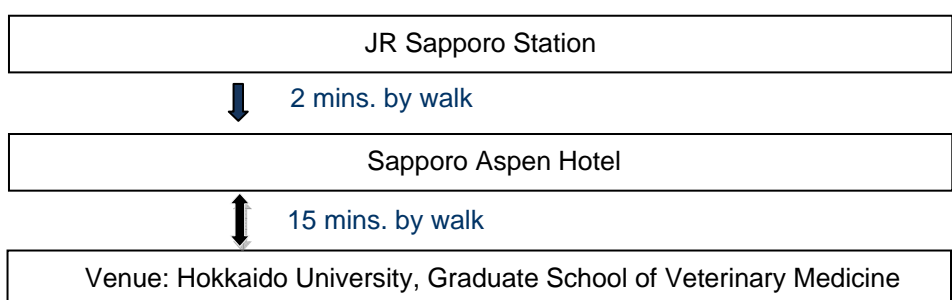 JR Sapporo Station
2 mins. by walk
Sapporo Aspen Hotel
15 mins. by walk
Venue: Hokkaido University, Graduate School of Veterinary Medicine